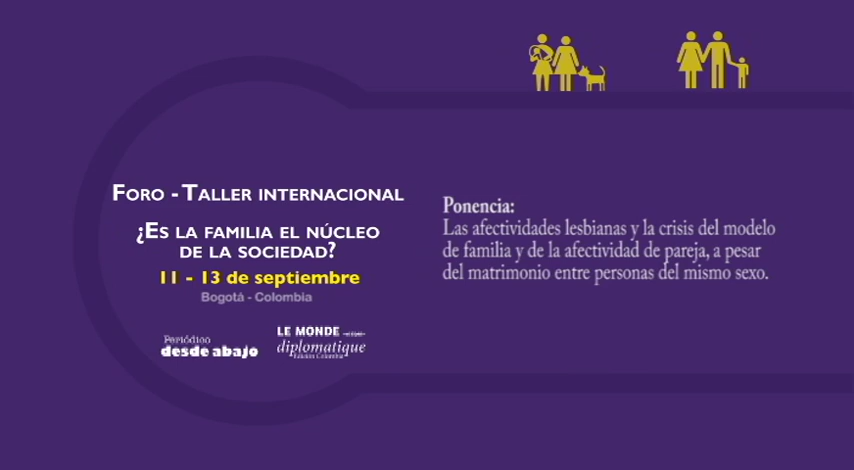 Foro - Taller internacional
¿Es la familia el núcleo
de la sociedad?
11 - 13 de septiembre
Bogotá - Colombia
Periódico
desde abajo
LE MONDE
diplomatique
Edición Colombia
Ponencia:
Las afectividades lesbianas y la crisis del modelo
de familia y de la afectividad de pareja, a pesar
del matrimonio entre personas del mismo sexo.